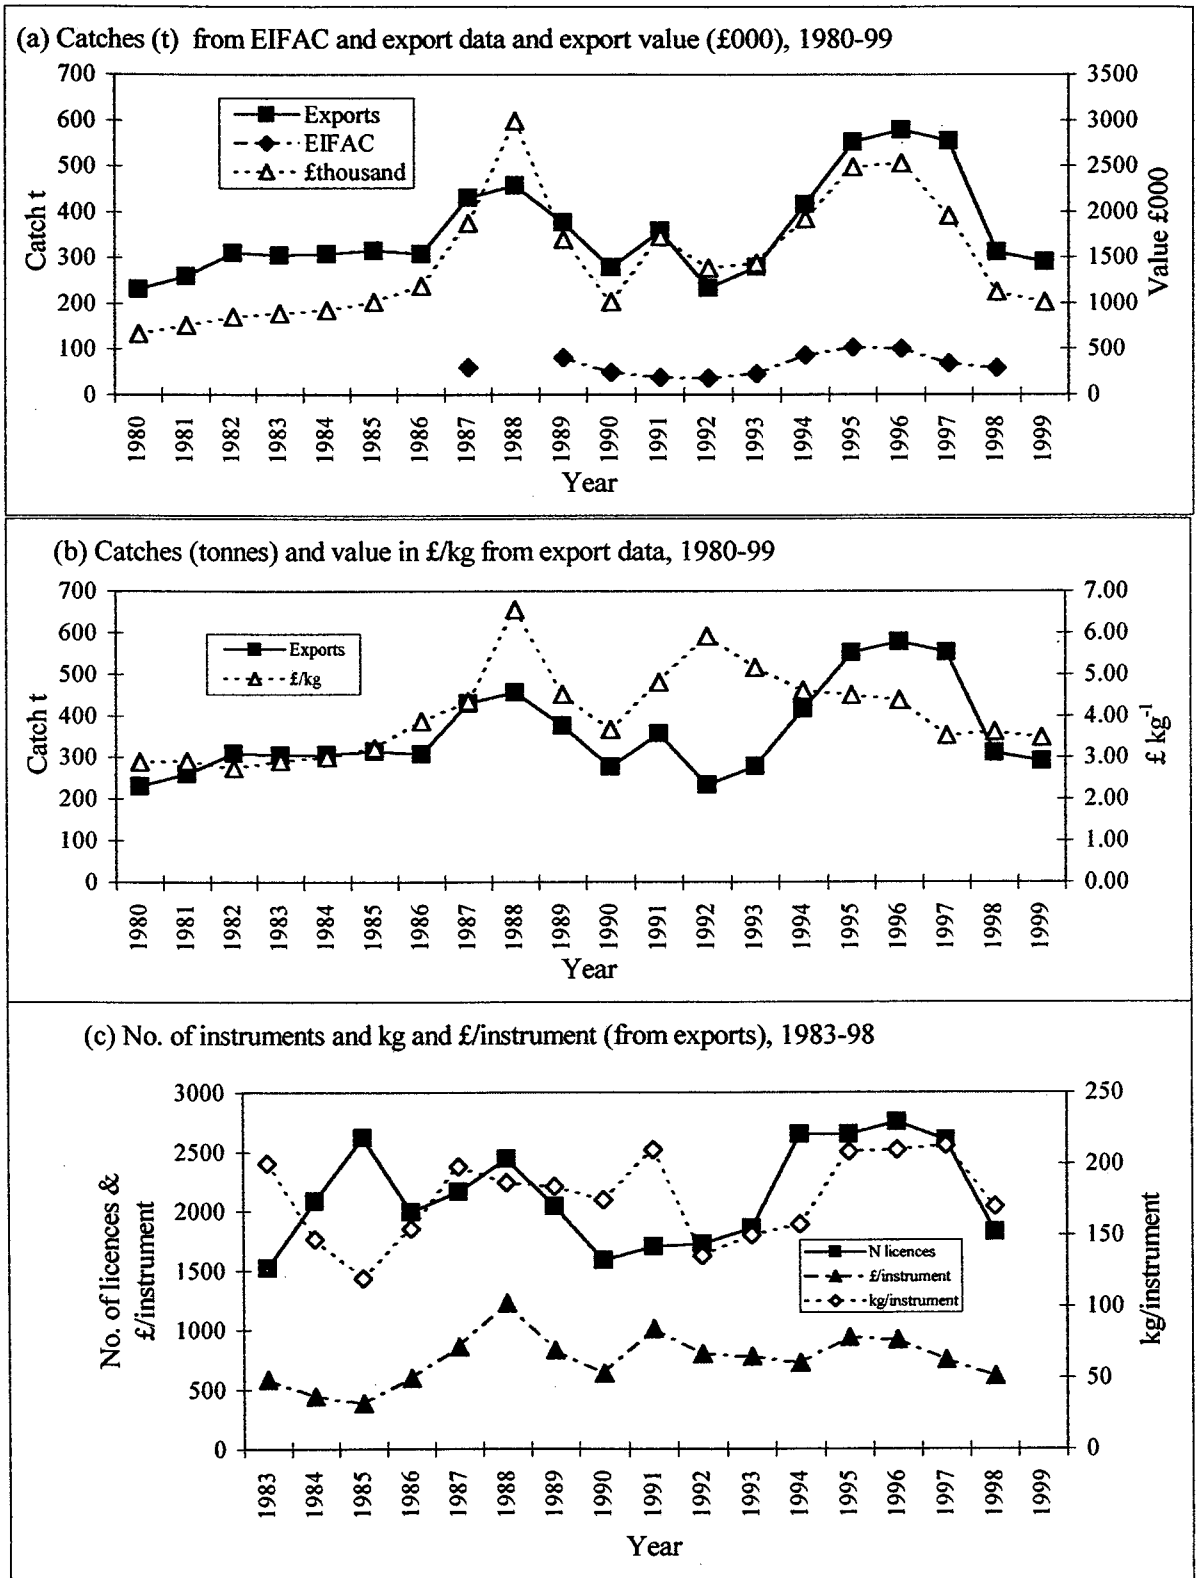 (a) Catches (t) from EIFAC and export data and export value (£000), 1980-99
700
600
500
400
300
200
100
0
Catch t
3500
3000
2500
2000
1500
1000
500
0
Value £000
Exports
EIFAC
£thousand
1980 1981 1982 1983 1984 1985 1986 1987 1988 1989 1990 1991 1992 1993 1994 1995 1996 1997 1998 1999
Year
(b) Catches (tonnes) and value in £/kg from export data, 1980-99
700
600
500
400
300
200
100
0
Catch t
7.00
6.00
5.00
4.00
3.00
2.00
1.00
0.00
£ kg⁻¹
Exports
£/kg
1980 1981 1982 1983 1984 1985 1986 1987 1988 1989 1990 1991 1992 1993 1994 1995 1996 1997 1998 1999
Year
(c) No. of instruments and kg and £/instrument (from exports), 1983-98
3000
2500
2000
1500
1000
500
0
No. of licences &
£/instrument
250
200
150
100
50
0
kg/instrument
N licences
£/instrument
kg/instrument
1983 1984 1985 1986 1987 1988 1989 1990 1991 1992 1993 1994 1995 1996 1997 1998 1999
Year